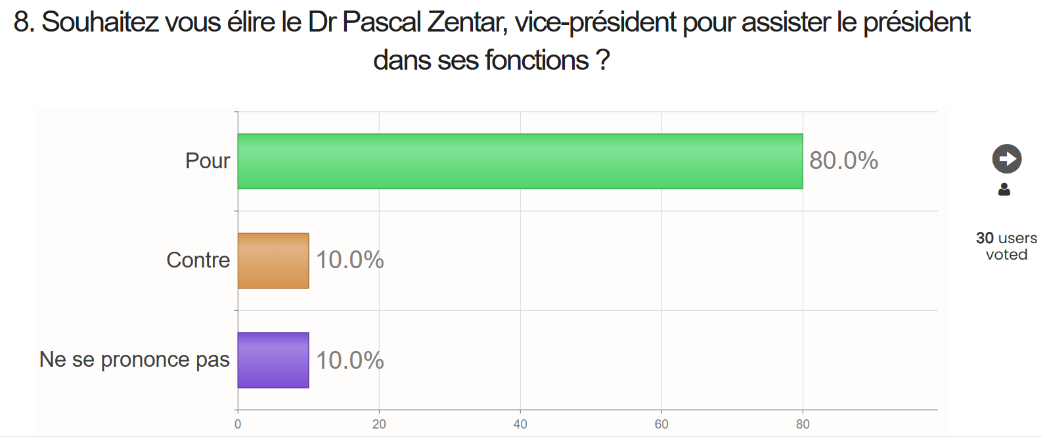 8. Souhaitez vous élire le Dr Pascal Zentar, vice-président pour assister le président
dans ses fonctions ?
Pour
80.0%
Contre
10.0%
Ne se prononce pas
10.0%
0 20 40 60 80
30 users
voted